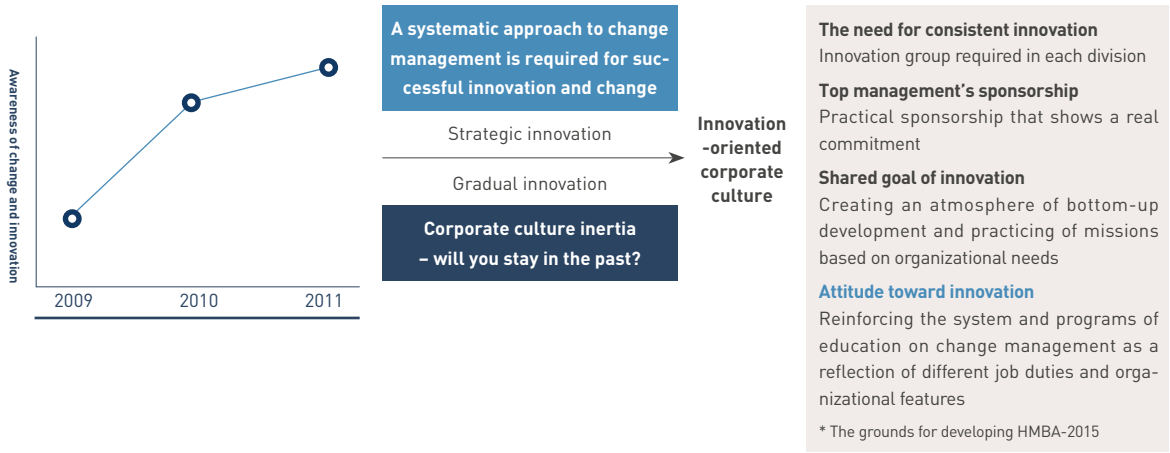 Awareness of change and innovation
2009
2010
2011
A systematic approach to change
management is required for suc-
cessful innovation and change
Strategic innovation
Gradual innovation
Corporate culture inertia
– will you stay in the past?
Innovation
-oriented
corporate
culture
The need for consistent innovation
Innovation group required in each division
Top management's sponsorship
Practical sponsorship that shows a real
commitment
Shared goal of innovation
Creating an atmosphere of bottom-up
development and practicing of missions
based on organizational needs
Attitude toward innovation
Reinforcing the system and programs of
education on change management as a
reflection of different job duties and orga-
nizational features
* The grounds for developing HMBA-2015